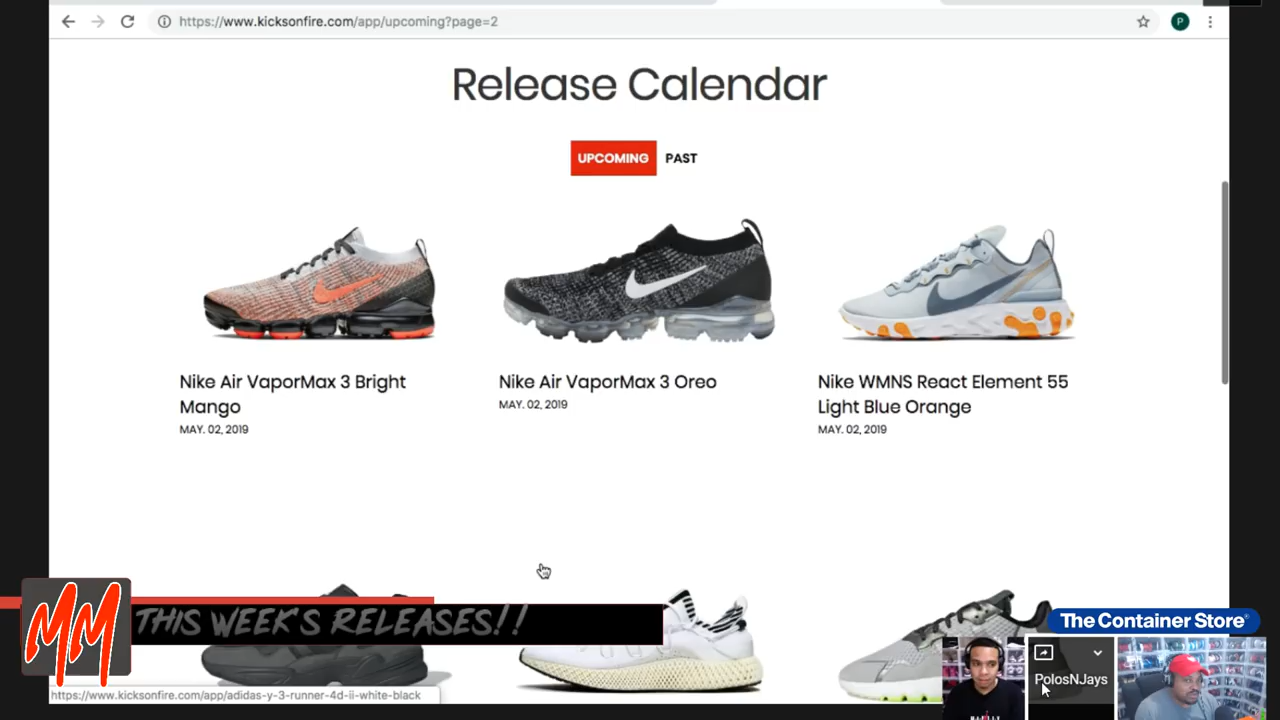 https://www.kicksonfire.com/app/upcoming?page=2
P
Release Calendar
UPCOMING PAST
Nike Air VaporMax 3 Bright
Mango
MAY. 02, 2019
Nike Air VaporMax 3 Oreo
MAY. 02, 2019
Nike WMNS React Element 55
Light Blue Orange
MAY. 02, 2019
MM
THIS WEEK'S RELEASES!!
The Container Store
PolosNJays
https://www.kicksonfire.com/app/adidas-y-3-runner-4d-ii-white-black